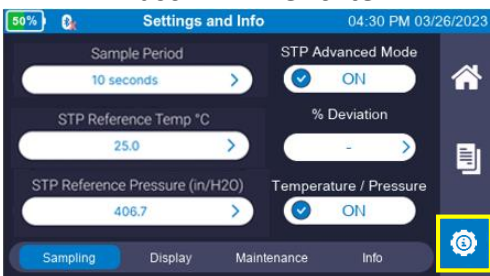 50%
Settings and Info
04:30 PM 03/26/2023
Sample Period
10 seconds
STP Advanced Mode
ON
STP Reference Temp °C
25.0
% Deviation
-
STP Reference Pressure (in/H2O)
406.7
Temperature / Pressure
ON
Sampling
Display
Maintenance
Info